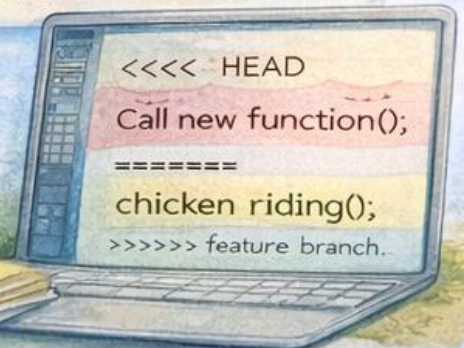 <<<< HEAD
Call new function();
=======
chicken riding();
>>>>>> feature branch.